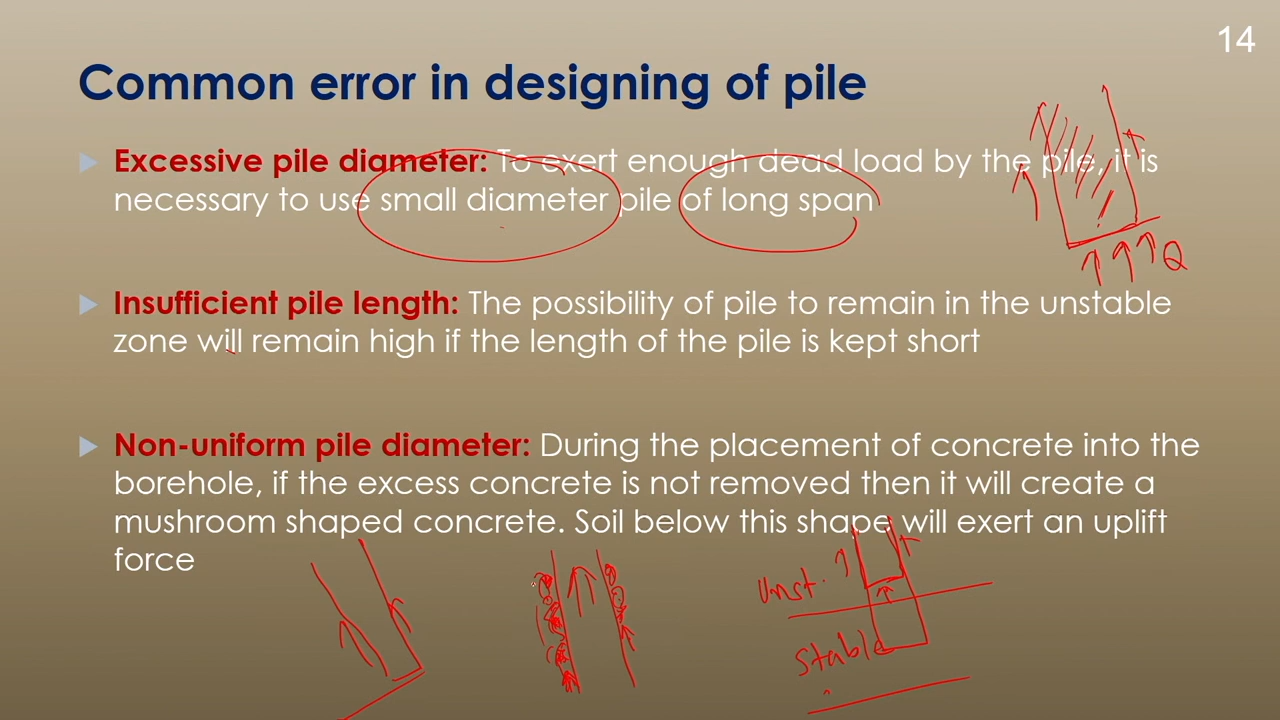 14
Common error in designing of pile
Excessive pile diameter: To exert enough dead load by the pile, it is
necessary to use small diameter pile of long span
Q
Insufficient pile length: The possibility of pile to remain in the unstable
zone will remain high if the length of the pile is kept short
Non-uniform pile diameter: During the placement of concrete into the
borehole, if the excess concrete is not removed then it will create a
mushroom shaped concrete. Soil below this shape will exert an uplift
force
Unst.
Stable